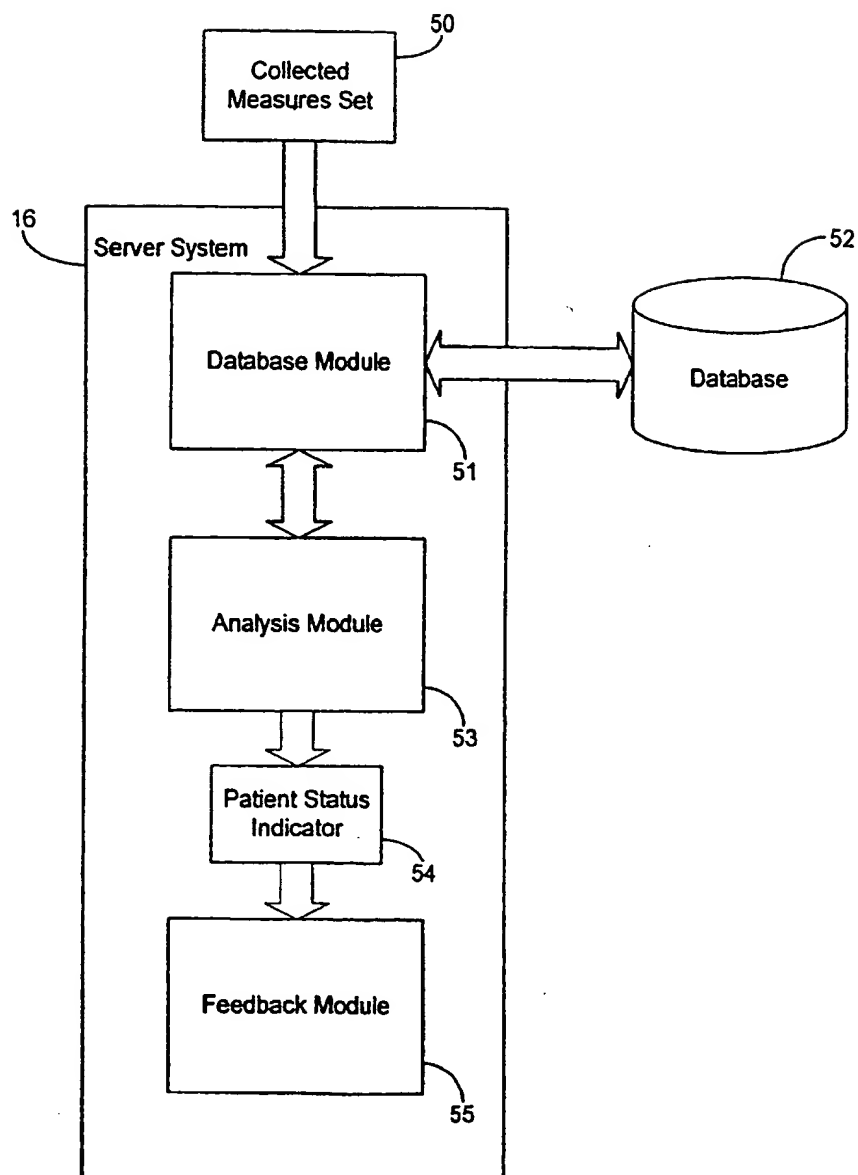 50
Collected
Measures Set
16
Server System
52
Database Module
Database
51
Analysis Module
53
Patient Status
Indicator
54
Feedback Module
55